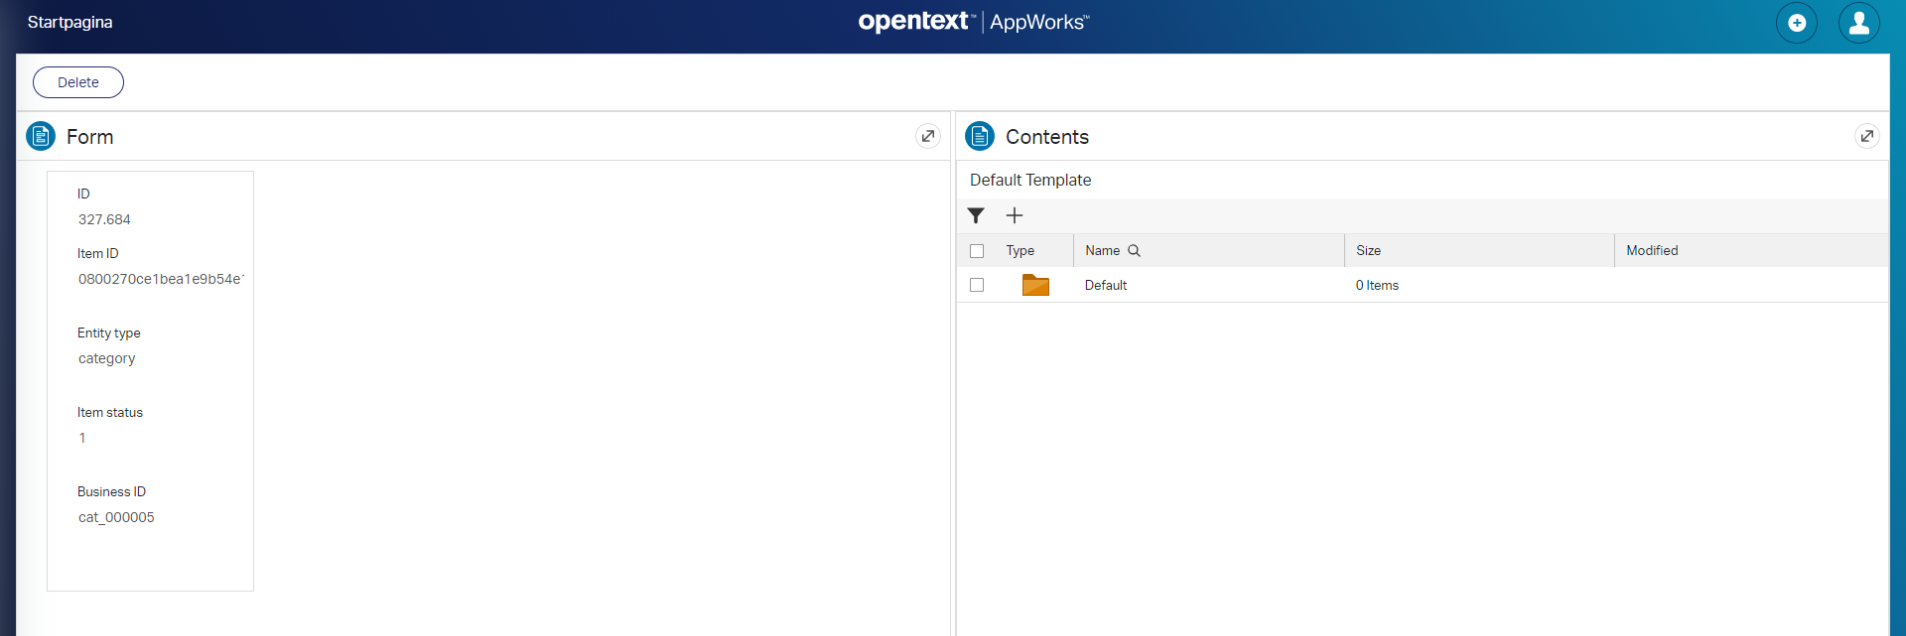 Startpagina
opentext™ | AppWorks™
Delete
Form
ID
327.684
Item ID
0800270ce1bea1e9b54e
Entity type
category
Item status
1
Business ID
cat_000005
Contents
Default Template
Type Name Size Modified
Default 0 Items